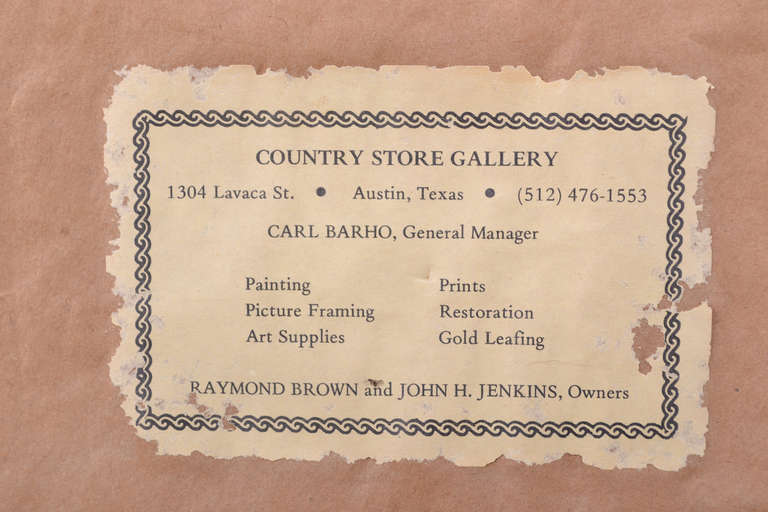 COUNTRY STORE GALLERY
1304 Lavaca St. • Austin, Texas • (512) 476-1553
CARL BARHO, General Manager
Painting Prints
Picture Framing Restoration
Art Supplies Gold Leafing
RAYMOND BROWN and JOHN H. JENKINS, Owners